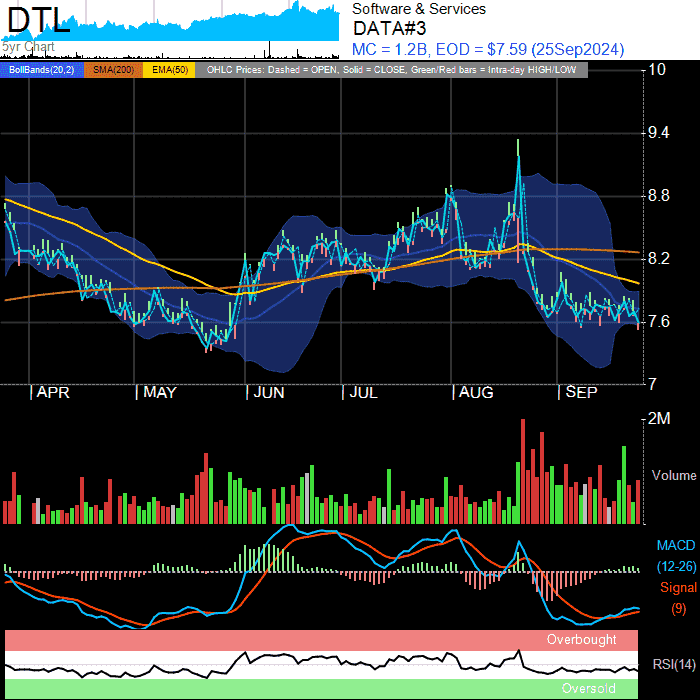 DTL
Software & Services
DATA#3
MC = 1.2B, EOD = $7.59 (25Sep2024)
5yr Chart
BollBands(20,2) SMA(200) EMA(50) OHLC Prices: Dashed = OPEN, Solid = CLOSE, Green/Red bars = Intra-day HIGH/LOW
10
9.4
8.8
8.2
7.6
7
APR MAY JUN JUL AUG SEP
2M
Volume
MACD
(12-26)
Signal
(9)
Overbought
RSI(14)
Oversold